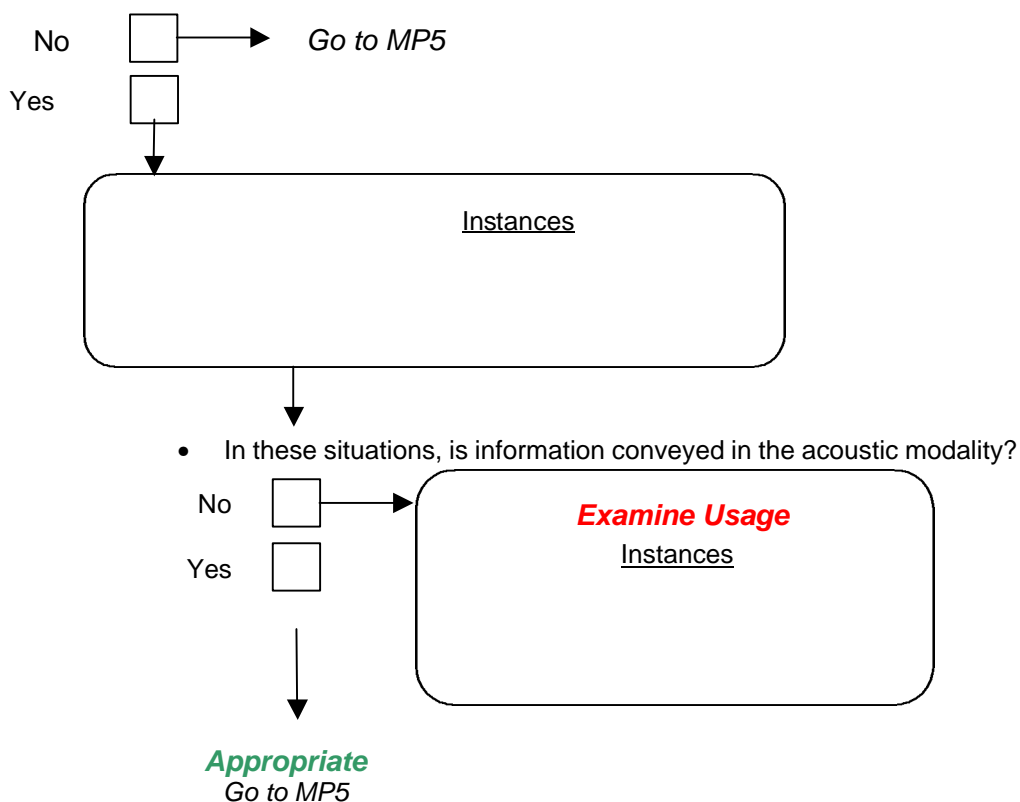 No Go to MP5
Yes
Instances
• In these situations, is information conveyed in the acoustic modality?
No
Examine Usage
Instances
Yes
Appropriate
Go to MP5